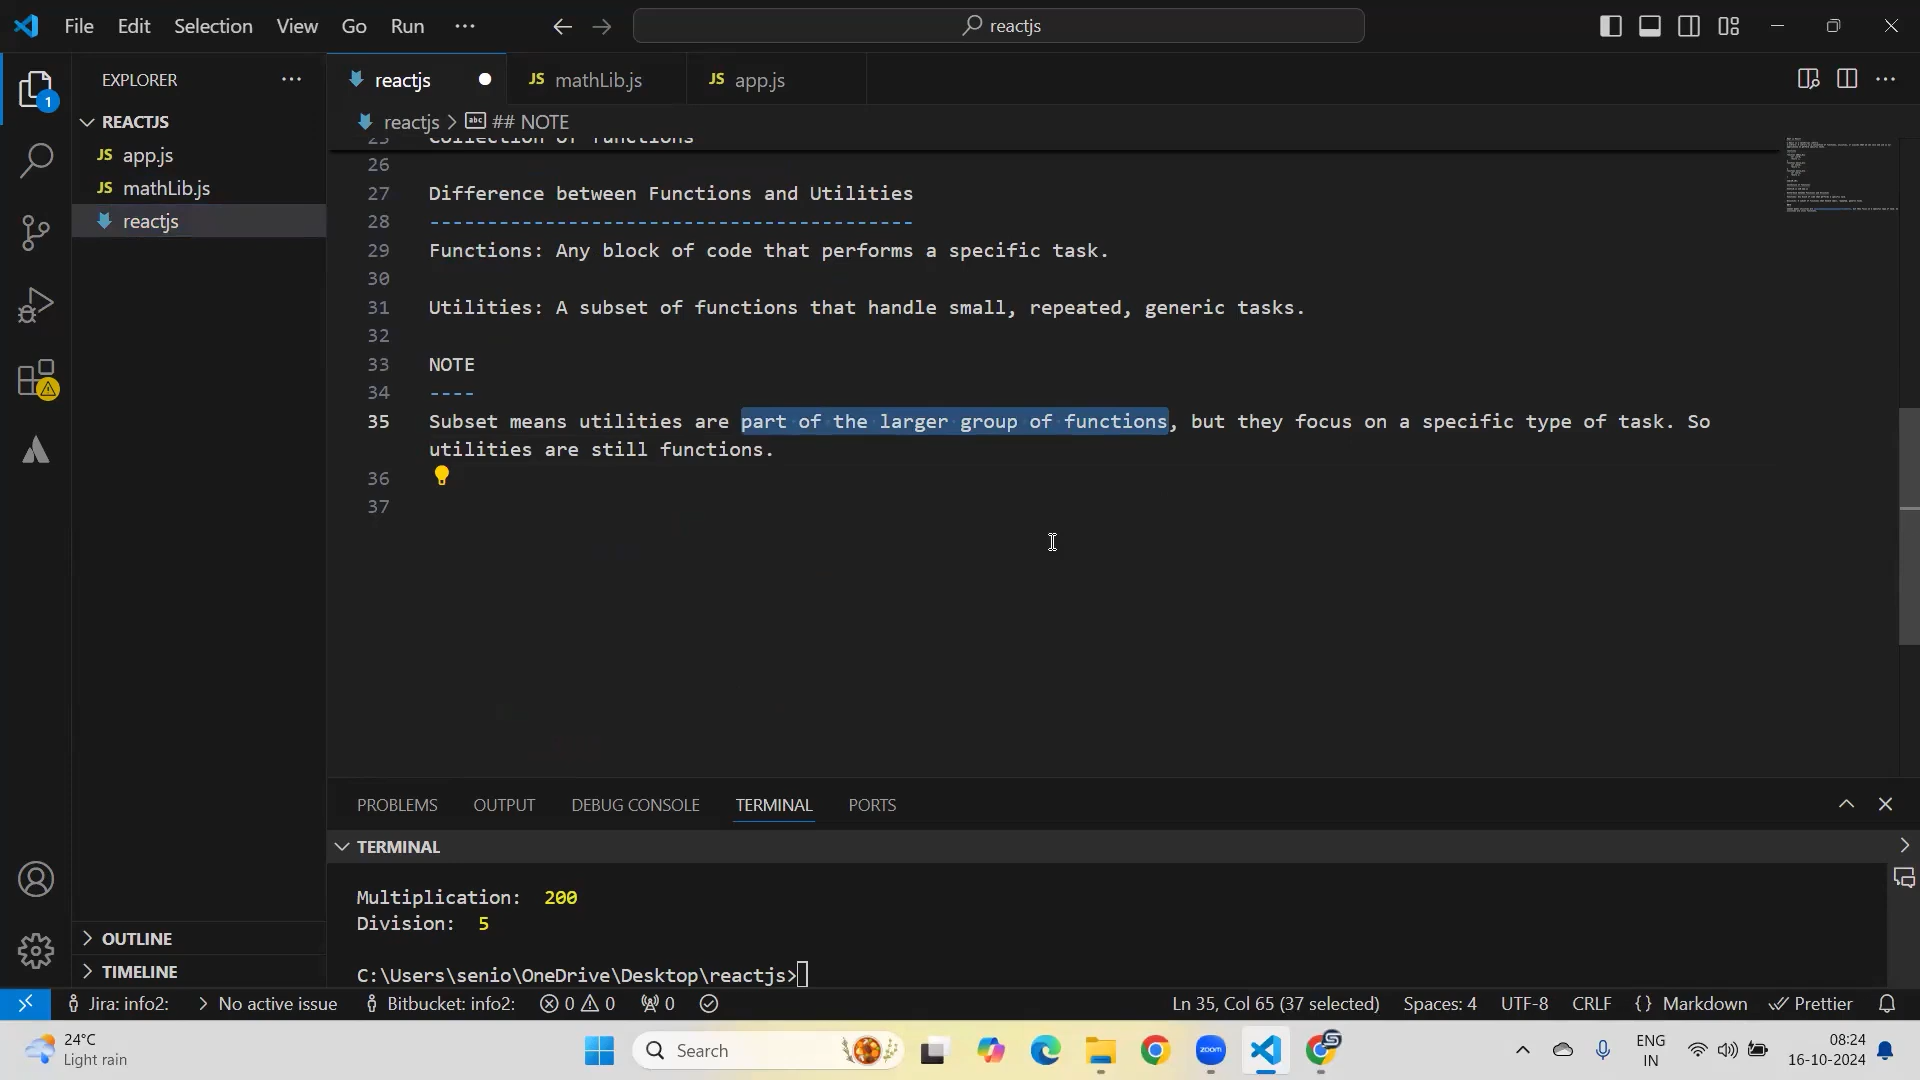 File Edit Selection View Go Run ··· reactjs
EXPLORER ···
reactjs
JS mathLib.js
JS app.js
REACTJS
reactjs > ## NOTE
JS app.js
JS mathLib.js
reactjs
25 Collection of functions
26
27 Difference between Functions and Utilities
28 ------------------------------------------
29 Functions: Any block of code that performs a specific task.
30
31 Utilities: A subset of functions that handle small, repeated, generic tasks.
32
33 NOTE
34 ----
35 Subset means utilities are part of the larger group of functions, but they focus on a specific type of task. So
utilities are still functions.
36
37
PROBLEMS OUTPUT DEBUG CONSOLE TERMINAL PORTS
TERMINAL
Multiplication: 200
Division: 5
C:\Users\senio\OneDrive\Desktop\reactjs>
OUTLINE
TIMELINE
Jira: info2: No active issue Bitbucket: info2: 0 0 0 Ln 35, Col 65 (37 selected) Spaces: 4 UTF-8 CRLF {} Markdown Prettier
24°C
Light rain
Search
zoom
ENG
IN
08:24
16-10-2024
1